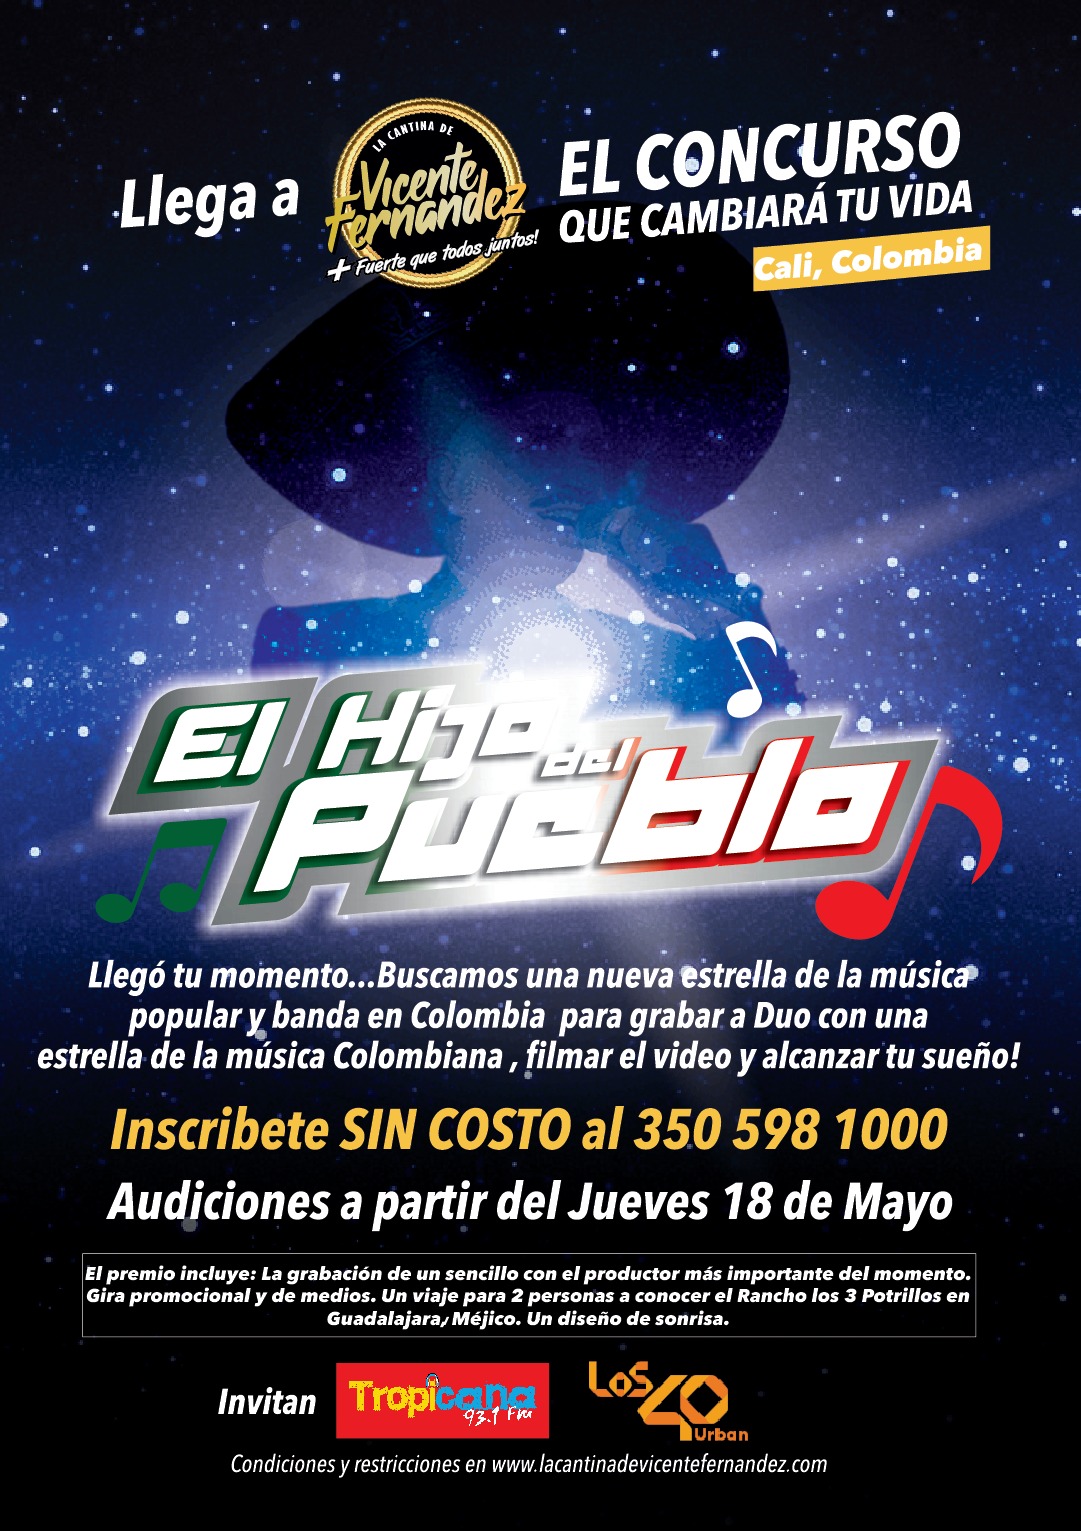 Llega a
LA CANTINA DE
Vicente
Fernandez
+ Fuerte que todos juntos!
EL CONCURSO
QUE CAMBIARÁ TU VIDA
Cali, Colombia
El Hijo
del
Pueblo
Llegó tu momento...Buscamos una nueva estrella de la música
popular y banda en Colombia para grabar a Duo con una
estrella de la música Colombiana , filmar el video y alcanzar tu sueño!
Inscribete SIN COSTO al 350 598 1000
Audiciones a partir del Jueves 18 de Mayo
El premio incluye: La grabación de un sencillo con el productor más importante del momento.
Gira promocional y de medios. Un viaje para 2 personas a conocer el Rancho los 3 Potrillos en
Guadalajara, Méjico. Un diseño de sonrisa.
Invitan
Tropicana
93.1 Fm
LOS
40
Urban
Condiciones y restricciones en www.lacantinadevicentefernandez.com